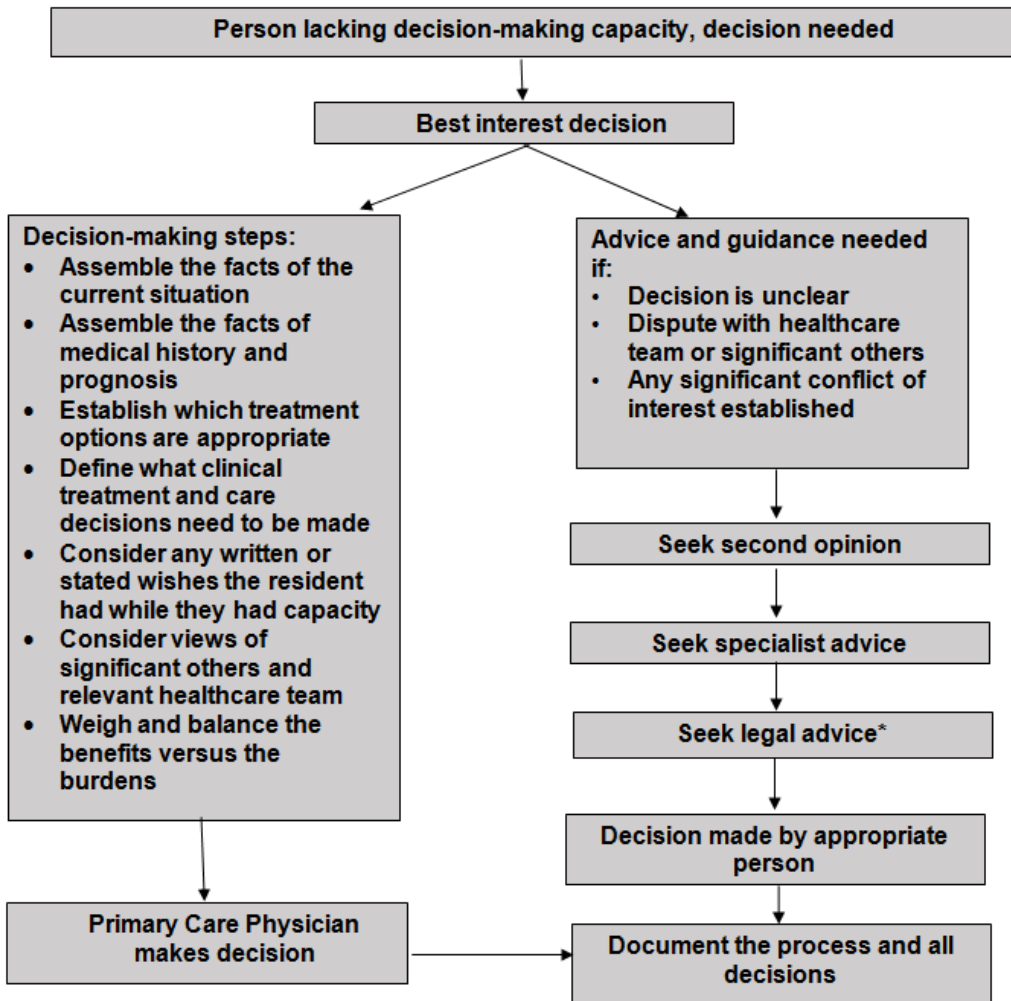 Person lacking decision-making capacity, decision needed
Best interest decision
Decision-making steps:
• Assemble the facts of the
current situation
• Assemble the facts of
medical history and
prognosis
• Establish which treatment
options are appropriate
• Define what clinical
treatment and care
decisions need to be made
• Consider any written or
stated wishes the resident
had while they had capacity
• Consider views of
significant others and
relevant healthcare team
• Weigh and balance the
benefits versus the
burdens
Primary Care Physician
makes decision
Advice and guidance needed
if:
• Decision is unclear
• Dispute with healthcare
team or significant others
• Any significant conflict of
interest established
Seek second opinion
Seek specialist advice
Seek legal advice*
Decision made by appropriate
person
Document the process and all
decisions